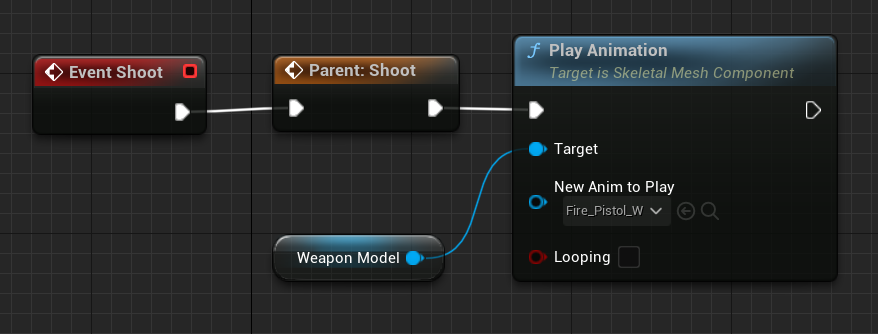 Event Shoot
Parent: Shoot
Play Animation
Target is Skeletal Mesh Component
Target
New Anim to Play
Fire_Pistol_W
Weapon Model
Looping